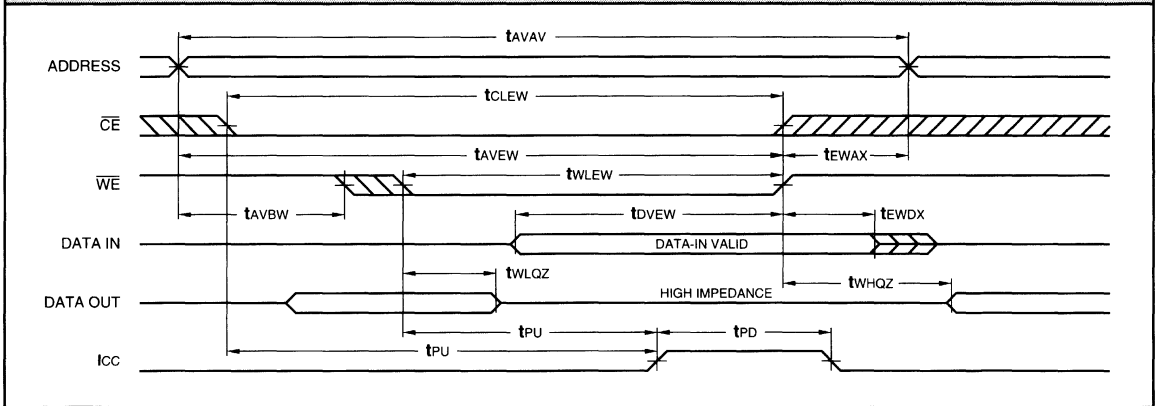 tAVAV
ADDRESS
tCLEW
CE
tAVEW
tEWAX
WE
tWLEW
tAVBW
tDVEW
tEWDX
DATA IN
DATA-IN VALID
tWLQZ
tWHQZ
DATA OUT
HIGH IMPEDANCE
tPU
tPD
tPU
ICC